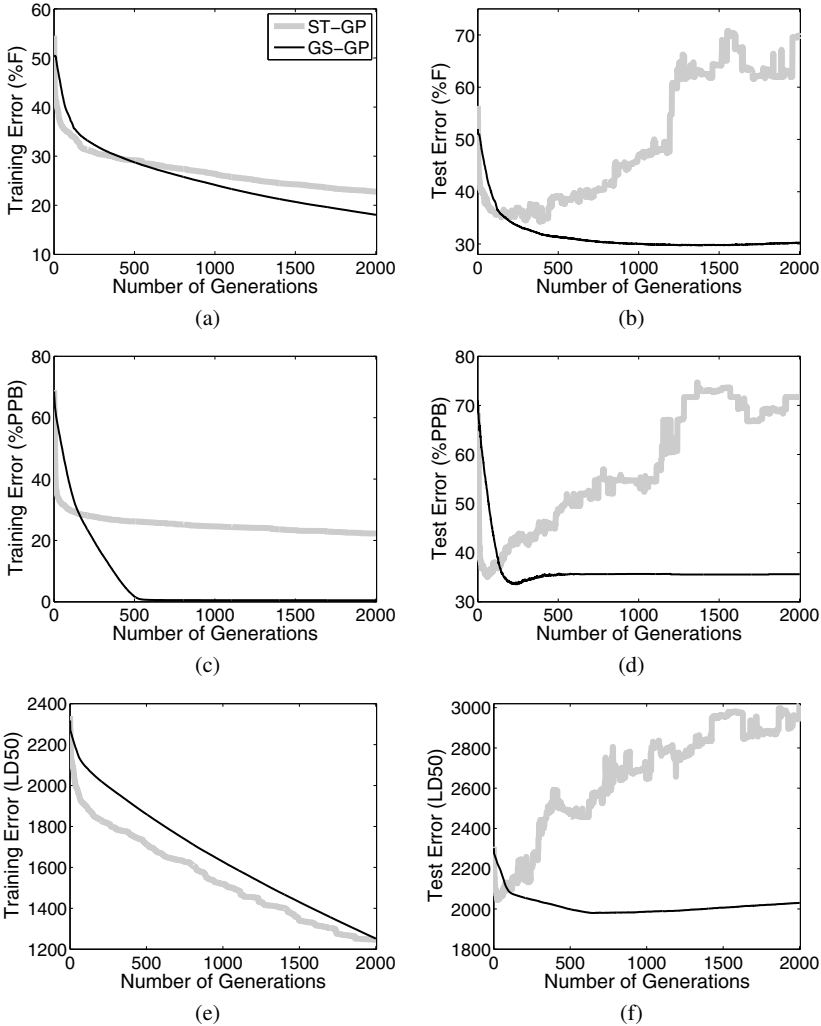 60
50
40
30
20
10
Training Error (%F)
ST−GP
GS−GP
0 500 1000 1500 2000
Number of Generations
(a)
70
60
50
40
30
Test Error (%F)
0 500 1000 1500 2000
Number of Generations
(b)
80
60
40
20
0
Training Error (%PPB)
0 500 1000 1500 2000
Number of Generations
(c)
80
70
60
50
40
30
Test Error (%PPB)
0 500 1000 1500 2000
Number of Generations
(d)
2400
2200
2000
1800
1600
1400
1200
Training Error (LD50)
0 500 1000 1500 2000
Number of Generations
(e)
3000
2800
2600
2400
2200
2000
1800
Test Error (LD50)
0 500 1000 1500 2000
Number of Generations
(f)